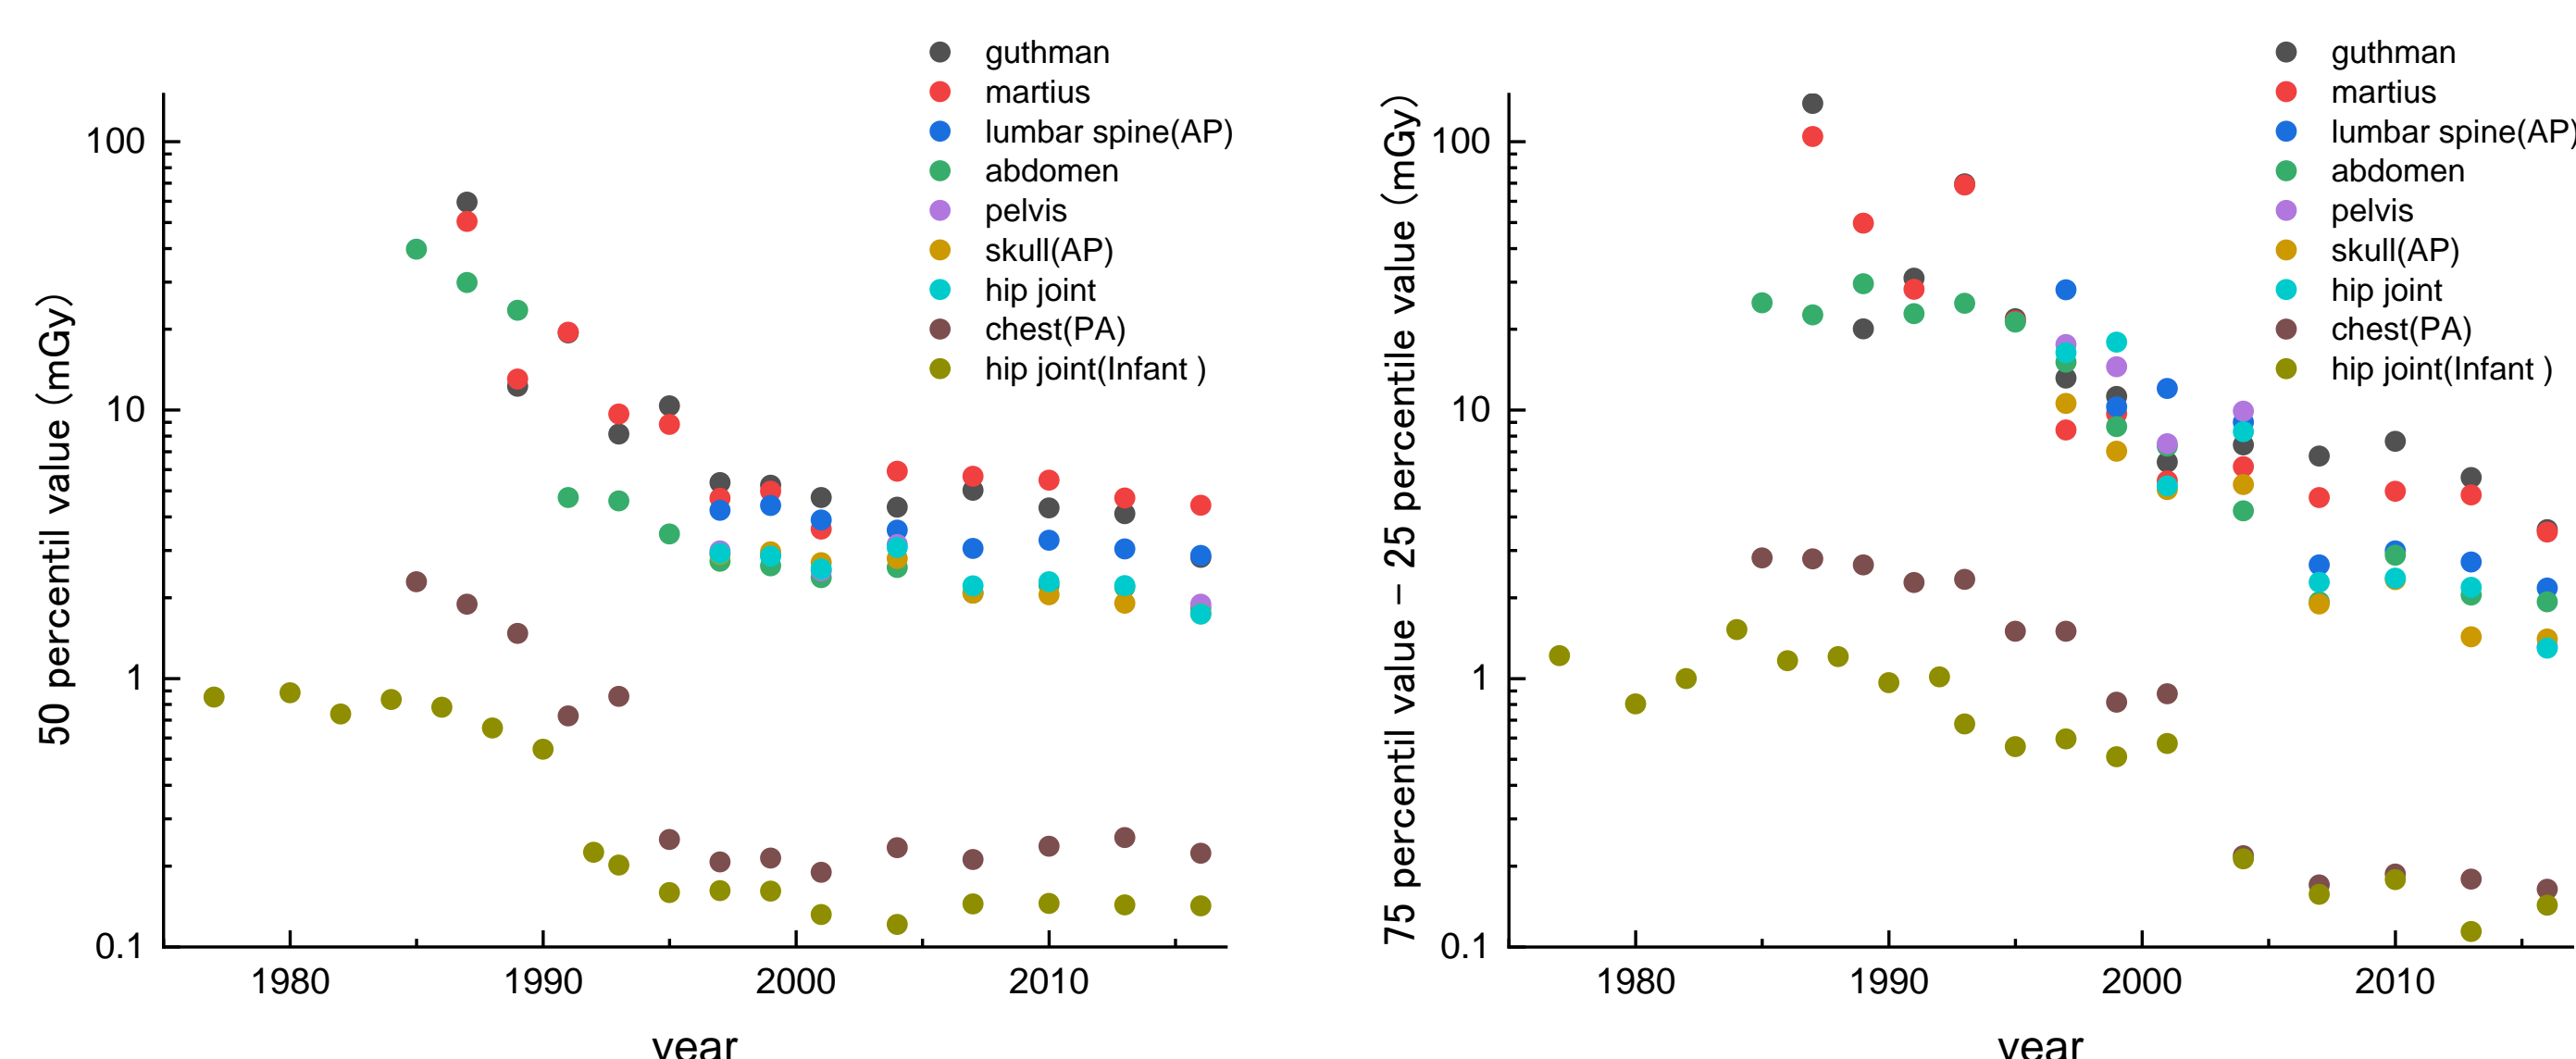 50 percentil value (mGy)
100
10
1
0.1
1980
1990
2000
2010
year
guthman
martius
lumbar spine(AP)
abdomen
pelvis
skull(AP)
hip joint
chest(PA)
hip joint(Infant )
75 percentil value − 25 percentile value (mGy)
100
10
1
0.1
1980
1990
2000
2010
year
guthman
martius
lumbar spine(AP)
abdomen
pelvis
skull(AP)
hip joint
chest(PA)
hip joint(Infant )